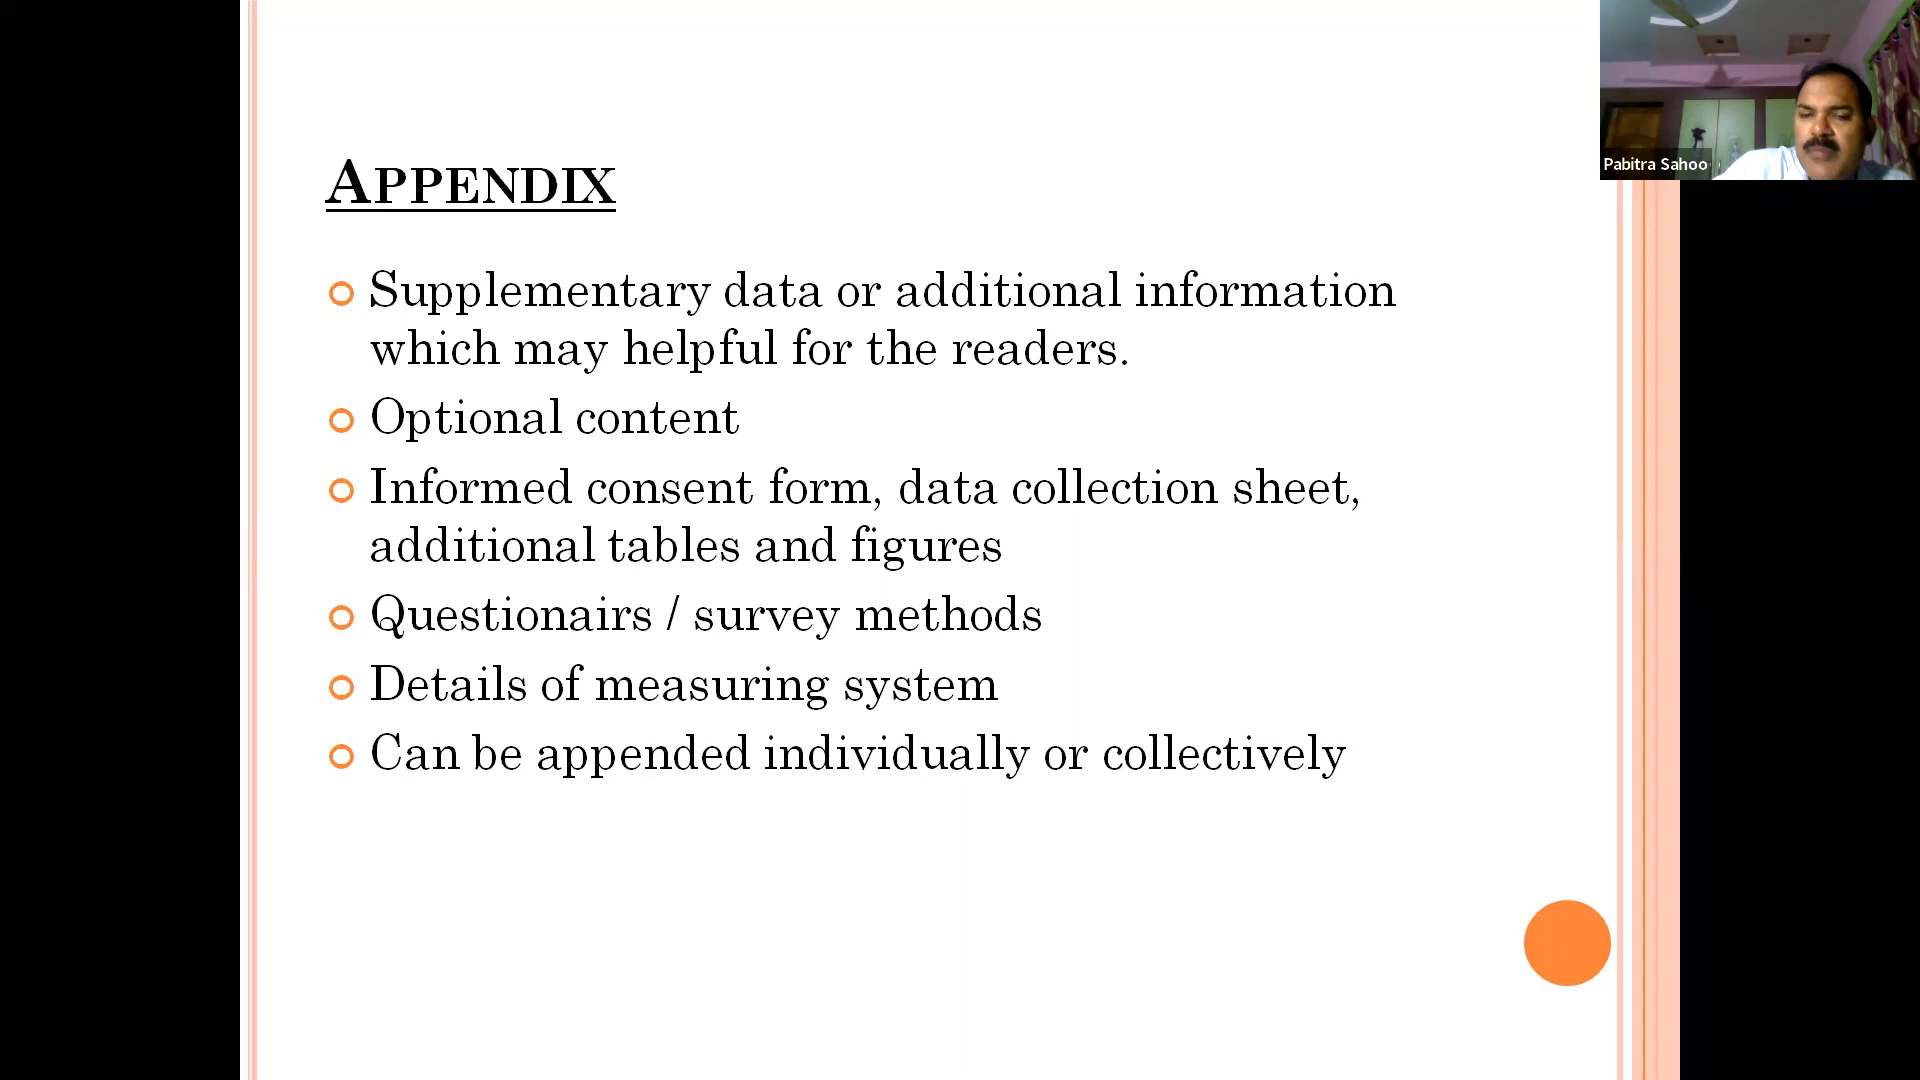 APPENDIX
Supplementary data or additional information
which may helpful for the readers.
Optional content
Informed consent form, data collection sheet,
additional tables and figures
Questionairs / survey methods
Details of measuring system
Can be appended individually or collectively
Pabitra Sahoo